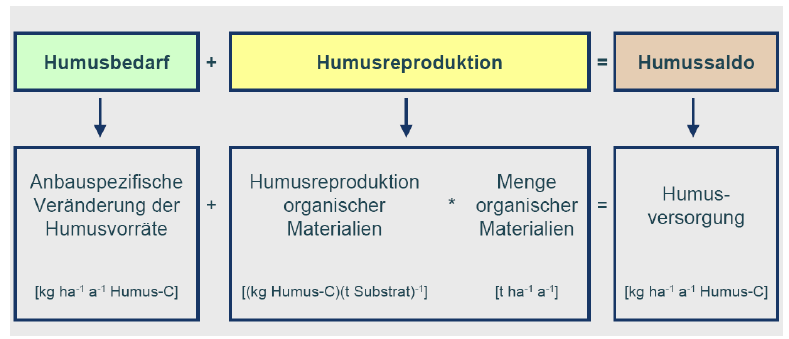 Humusbedarf + Humusreproduktion = Humussaldo
Anbauspezifische
Veränderung der
Humusvorräte
[kg ha⁻¹ a⁻¹ Humus-C]
+
Humusreproduktion
organischer
Materialien
[(kg Humus-C)(t Substrat)⁻¹]
*
Menge
organischer
Materialien
[t ha⁻¹ a⁻¹]
=
Humus-
versorgung
[kg ha⁻¹ a⁻¹ Humus-C]